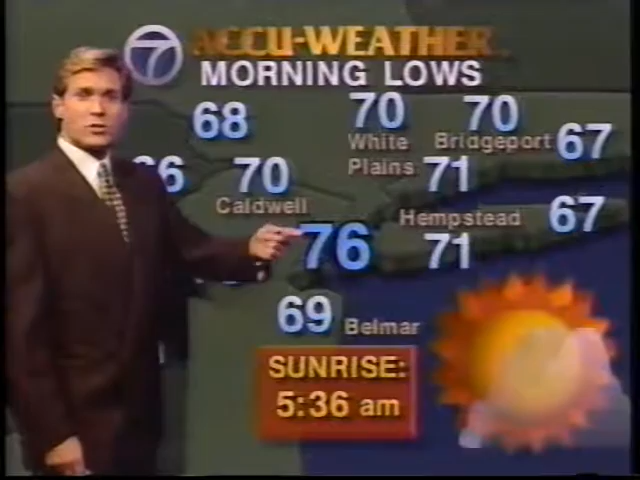 7 ACCU-WEATHER
MORNING LOWS
68 70 70 67
White Bridgeport
Plains 71
66 70
Caldwell
Hempstead 67
76 71
69 Belmar
SUNRISE:
5:36 am